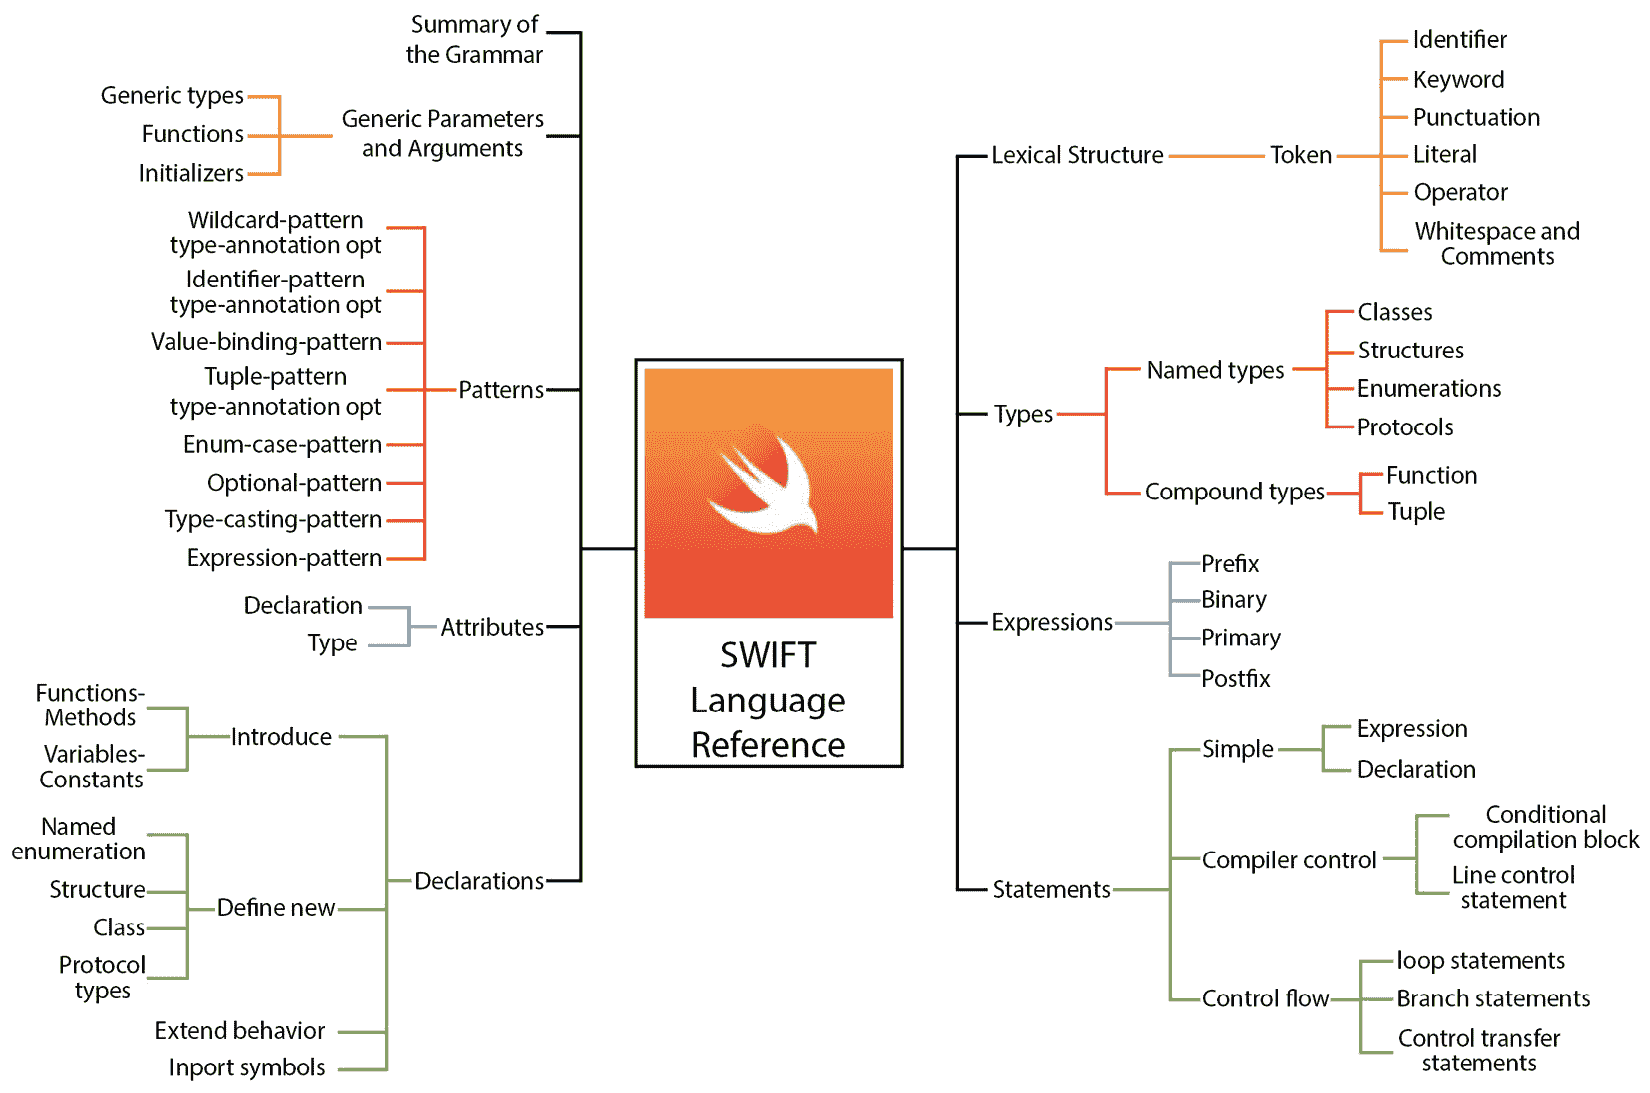 Summary of
the Grammar
Generic types
Functions
Initializers
Generic Parameters
and Arguments
Wildcard-pattern
type-annotation opt
Identifier-pattern
type-annotation opt
Value-binding-pattern
Tuple-pattern
type-annotation opt
Enum-case-pattern
Optional-pattern
Type-casting-pattern
Expression-pattern
Patterns
Declaration
Type
Attributes
Functions-
Methods
Variables-
Constants
Introduce
Named
enumeration
Structure
Class
Protocol
types
Define new
Extend behavior
Inport symbols
Declarations
SWIFT
Language
Reference
Lexical Structure
Token
Identifier
Keyword
Punctuation
Literal
Operator
Whitespace and
Comments
Types
Named types
Classes
Structures
Enumerations
Protocols
Compound types
Function
Tuple
Expressions
Prefix
Binary
Primary
Postfix
Statements
Simple
Expression
Declaration
Compiler control
Conditional
compilation block
Line control
statement
Control flow
loop statements
Branch statements
Control transfer
statements